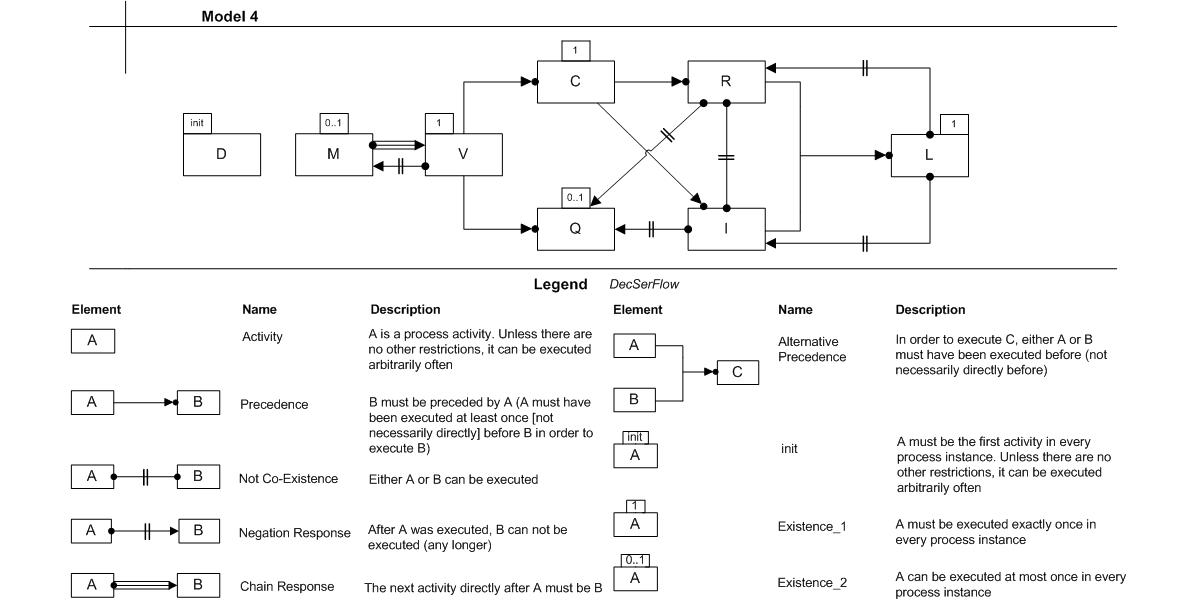 Model 4
1
C
R
init
D
0..1
M
1
V
1
L
0..1
Q
I
Legend DecSerFlow
Element Name Description
A
Activity
A is a process activity. Unless there are
no other restrictions, it can be executed
arbitrarily often
A B
Precedence
B must be preceded by A (A must have
been executed at least once [not
necessarily directly] before B in order to
execute B)
A B
Not Co-Existence
Either A or B can be executed
A B
Negation Response
After A was executed, B can not be
executed (any longer)
A B
Chain Response
The next activity directly after A must be B
Element Name Description
A
B
C
Alternative
Precedence
In order to execute C, either A or B
must have been executed before (not
necessarily directly before)
init
A
init
A must be the first activity in every
process instance. Unless there are no
other restrictions, it can be executed
arbitrarily often
1
A
Existence_1
A must be executed exactly once in
every process instance
0..1
A
Existence_2
A can be executed at most once in every
process instance